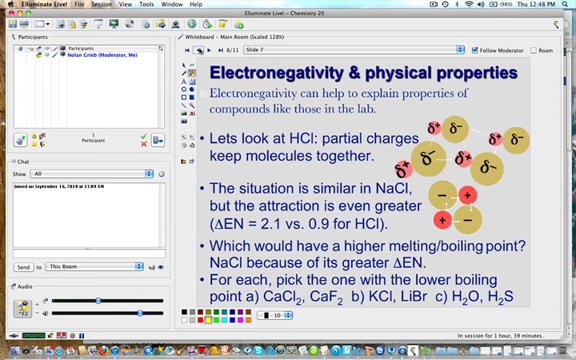 Elluminate Live! File Session View Tools Window Help
(98%) Thu 12:48 PM
Elluminate Live! - Chemistry 20
Participants
Whiteboard - Main Room (Scaled 128%)
8/11 Slide 7 Follow Moderator Roam
Participants
Nolan Grieb (Moderator, Me)
1
Participant
Chat
Show All
Joined on September 16, 2010 at 11:09 AM
Send to This Room
Audio
Electronegativity & physical properties
Electronegativity can help to explain properties of
compounds like those in the lab.
• Lets look at HCl: partial charges
keep molecules together.
δ+ δ− δ+ δ−
δ+ δ− δ+ δ−
• The situation is similar in NaCl,
but the attraction is even greater
(ΔEN = 2.1 vs. 0.9 for HCl).
− +
+ −
• Which would have a higher melting/boiling point?
NaCl because of its greater ΔEN.
• For each, pick the one with the lower boiling
point a) CaCl₂, CaF₂ b) KCl, LiBr c) H₂O, H₂S
10
In session for 1 hour, 39 minutes.